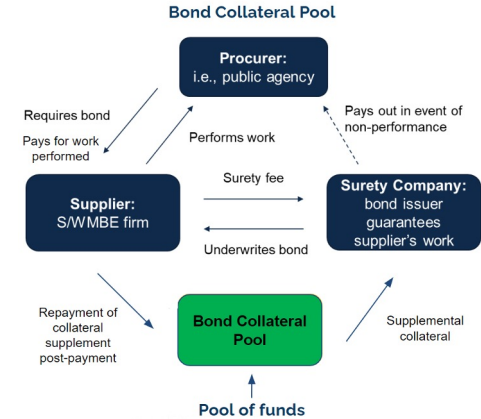 Bond Collateral Pool
Procurer:
i.e., public agency
Requires bond
Pays for work
performed
Performs work
Pays out in event of
non-performance
Supplier:
S/WMBE firm
Surety fee
Underwrites bond
Surety Company:
bond issuer
guarantees
supplier's work
Repayment of
collateral
supplement
post-payment
Bond Collateral
Pool
Supplemental
collateral
Pool of funds